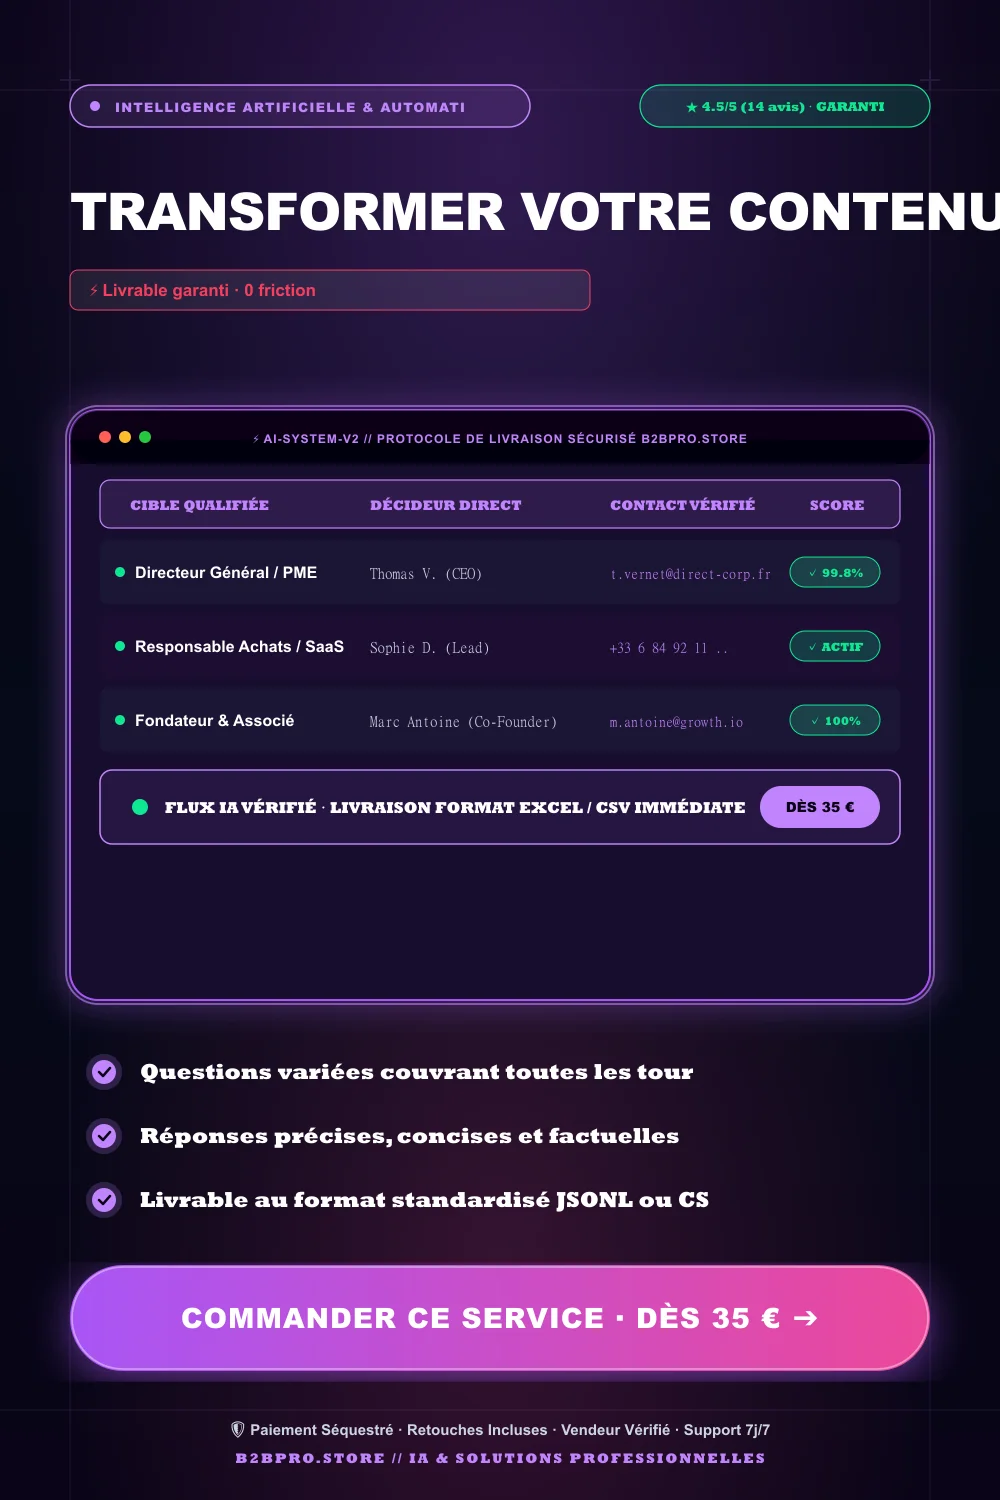 INTELLIGENCE ARTIFICIELLE & AUTOMATI
★ 4.5/5 (14 avis) · GARANTI
TRANSFORMER VOTRE CONTENU
⚡ Livrable garanti · 0 friction
⚡ AI-SYSTEM-V2 // PROTOCOLE DE LIVRAISON SÉCURISÉ B2BPRO.STORE
CIBLE QUALIFIÉE DÉCIDEUR DIRECT CONTACT VÉRIFIÉ SCORE
Directeur Général / PME Thomas V. (CEO) t.vernet@direct-corp.fr ✓ 99.8%
Responsable Achats / SaaS Sophie D. (Lead) +33 6 84 92 11 .. ✓ ACTIF
Fondateur & Associé Marc Antoine (Co-Founder) m.antoine@growth.io ✓ 100%
FLUX IA VÉRIFIÉ · LIVRAISON FORMAT EXCEL / CSV IMMÉDIATE DÈS 35 €
Questions variées couvrant toutes les tour
Réponses précises, concises et factuelles
Livrable au format standardisé JSONL ou CS
COMMANDER CE SERVICE · DÈS 35 € ➔
🛡 Paiement Séquestré · Retouches Incluses · Vendeur Vérifié · Support 7j/7
B2BPRO.STORE // IA & SOLUTIONS PROFESSIONNELLES